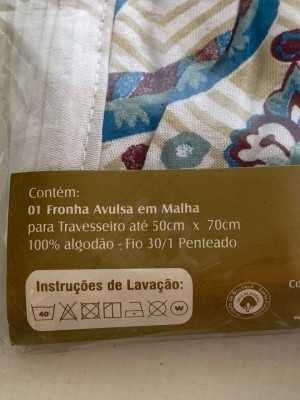 Contém:
01 Fronha Avulsa em Malha
para Travesseiro até 50cm x 70cm
100% algodão - Fio 30/1 Penteado
Instruções de Lavação:
40
W